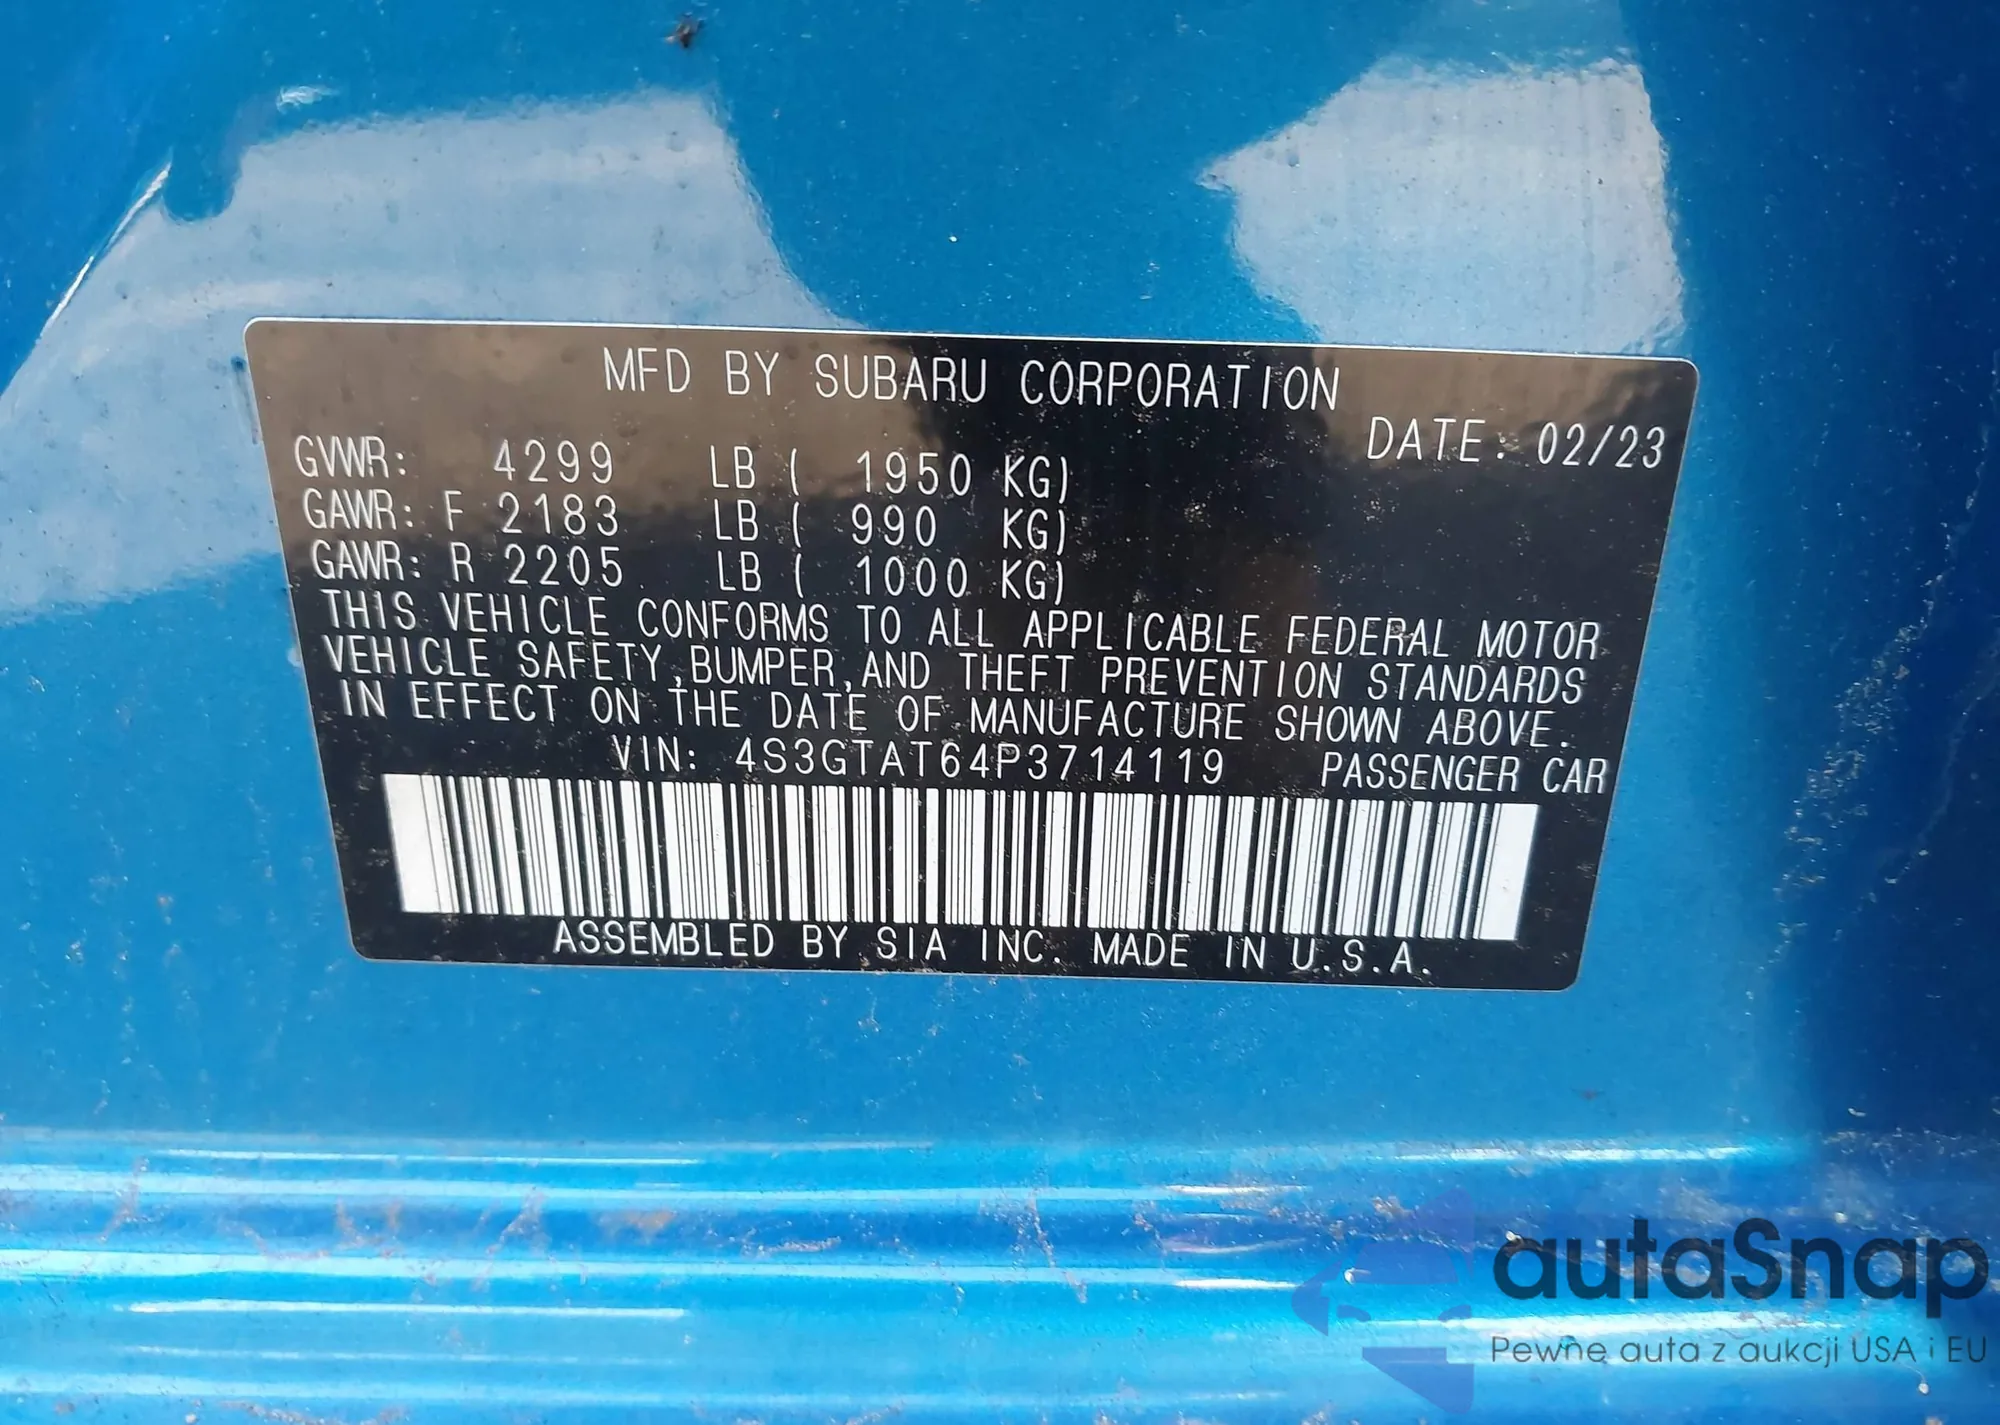 MFD BY SUBARU CORPORATION
DATE: 02/23
GVWR: 4299 LB ( 1950 KG)
GAWR: F 2183 LB ( 990 KG)
GAWR: R 2205 LB ( 1000 KG)
THIS VEHICLE CONFORMS TO ALL APPLICABLE FEDERAL MOTOR
VEHICLE SAFETY,BUMPER,AND THEFT PREVENTION STANDARDS
IN EFFECT ON THE DATE OF MANUFACTURE SHOWN ABOVE.
VIN: 4S3GTAT64P3714119 PASSENGER CAR
ASSEMBLED BY SIA INC. MADE IN U.S.A.
autaSnap
Pewne auta z aukcji USA i EU